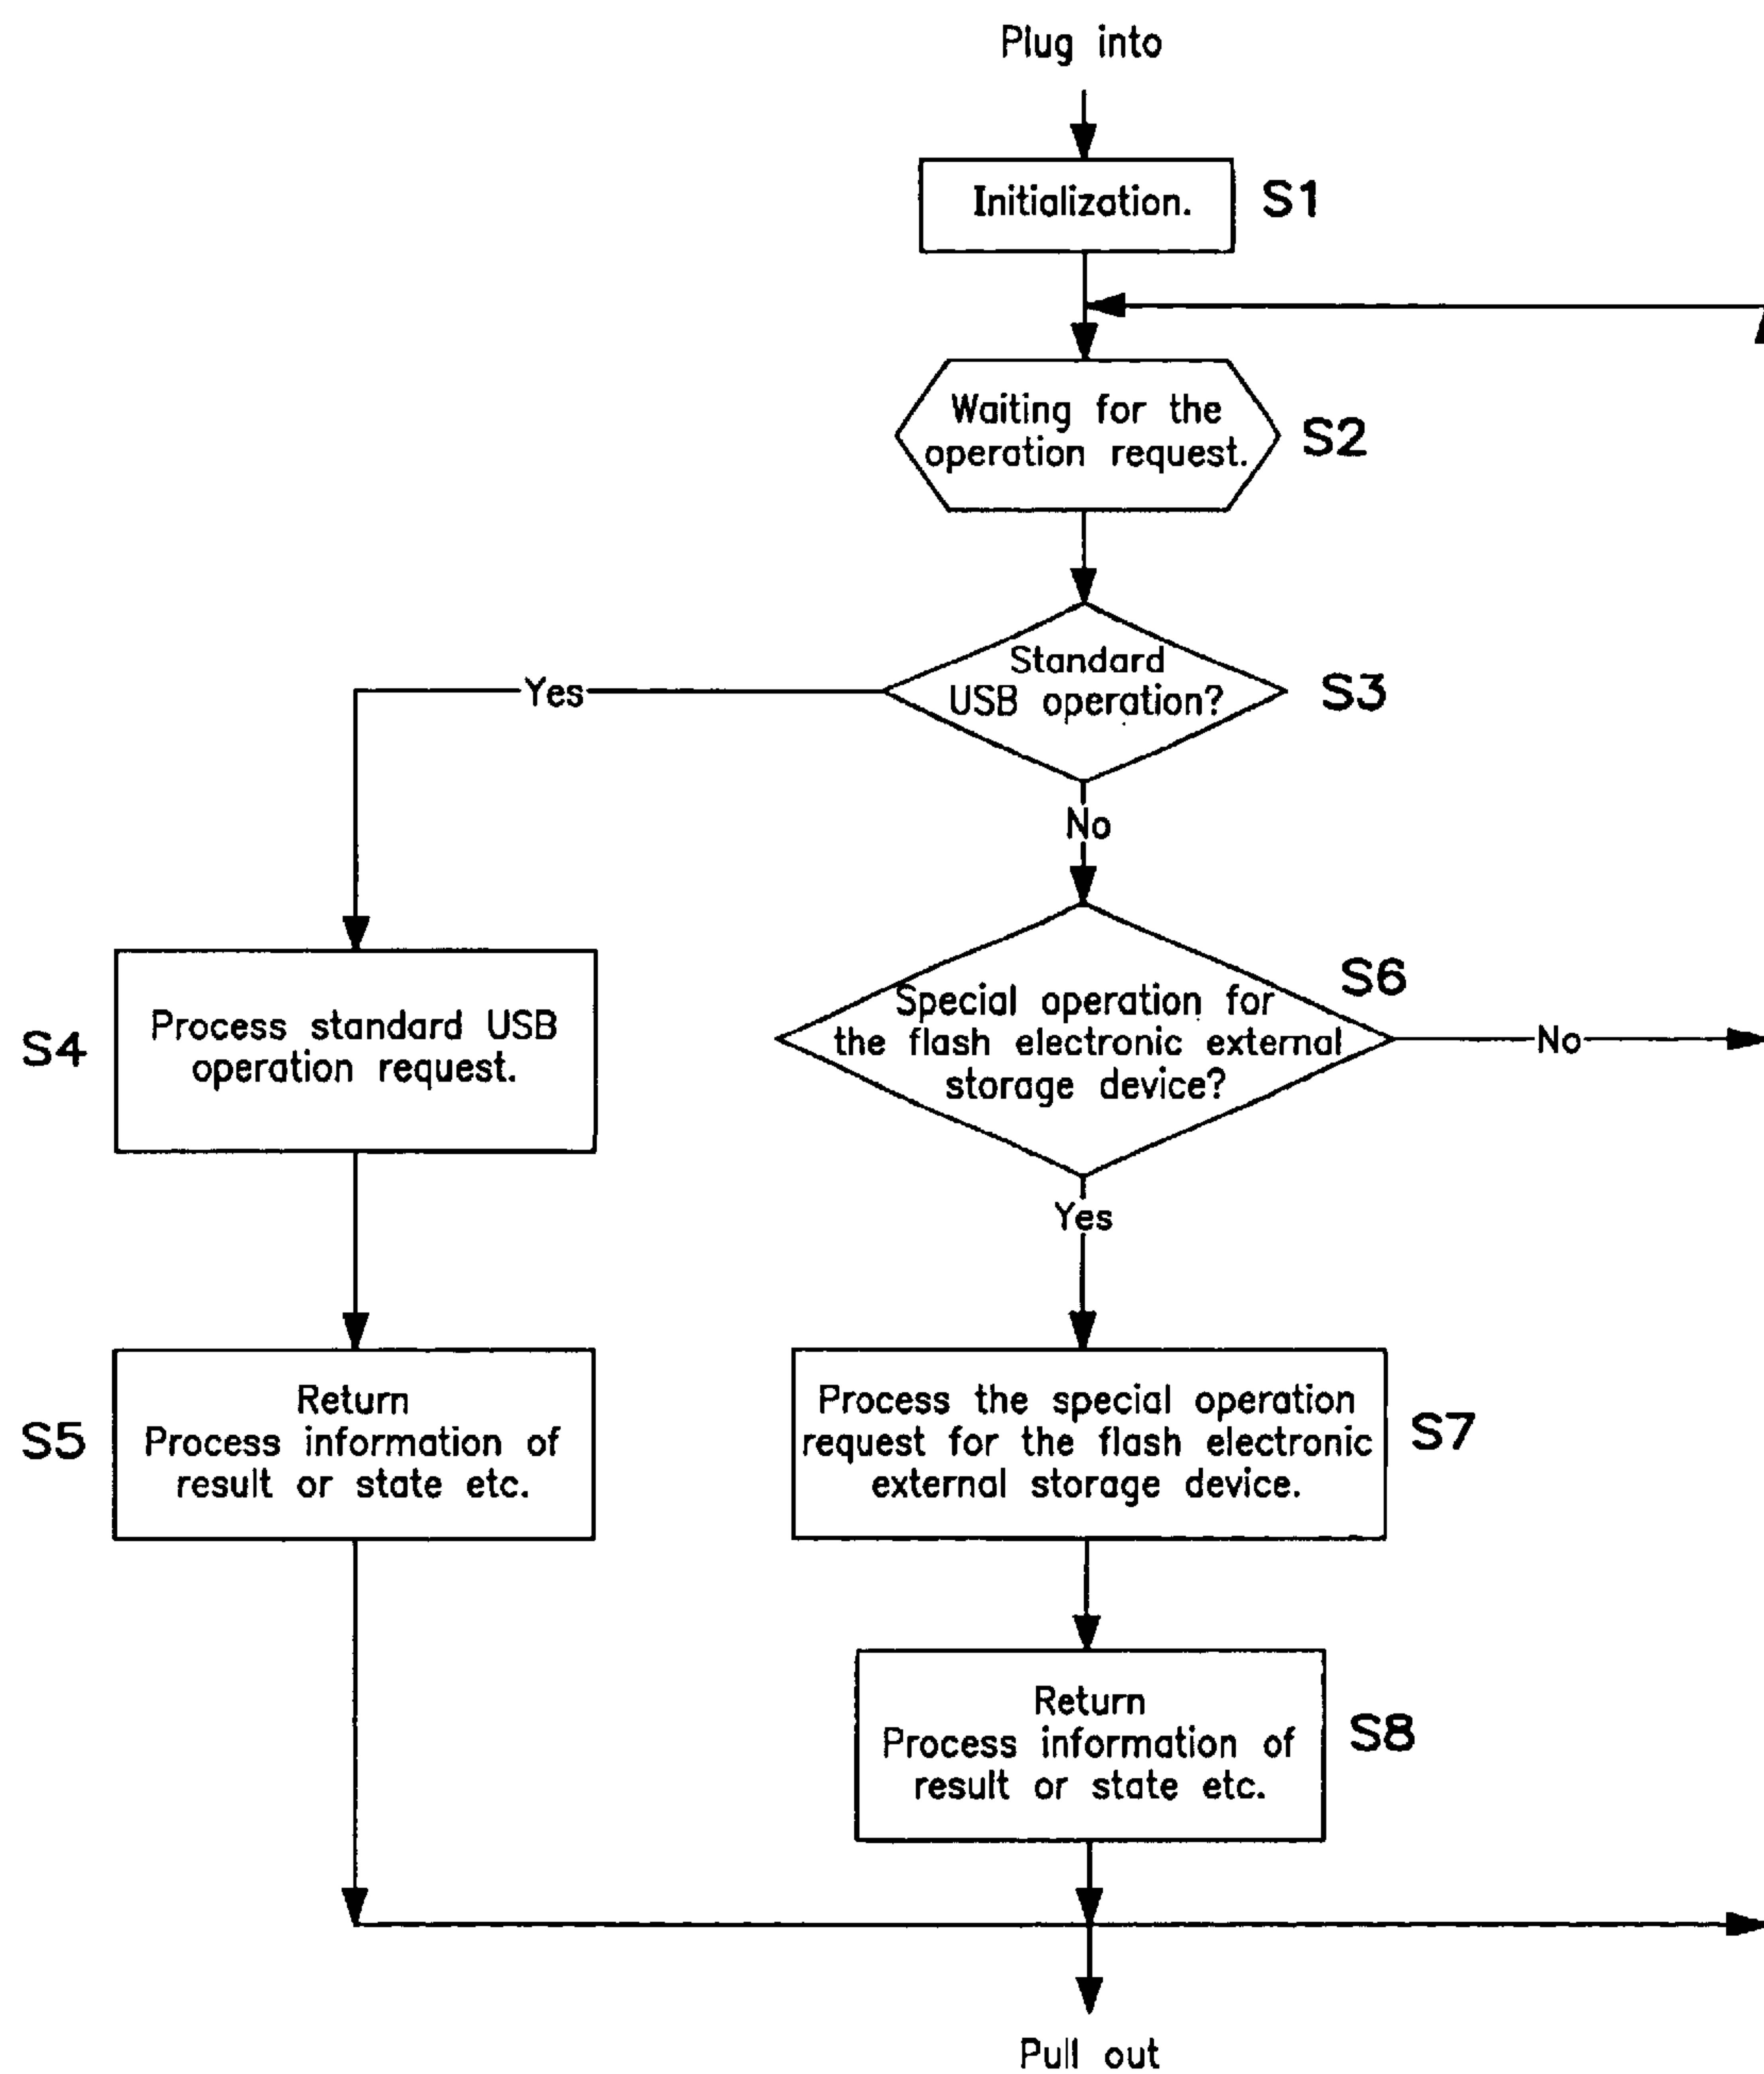 Plug into
Initialization.
S1
Waiting for the
operation request.
S2
Standard
USB operation?
S3
Yes
No
S6
Special operation for
the flash electronic external
storage device?
No
S4
Process standard USB
operation request.
Yes
S5
Return
Process information of
result or state etc.
Process the special operation
request for the flash electronic
external storage device.
S7
Return
Process information of
result or state etc.
S8
Pull out